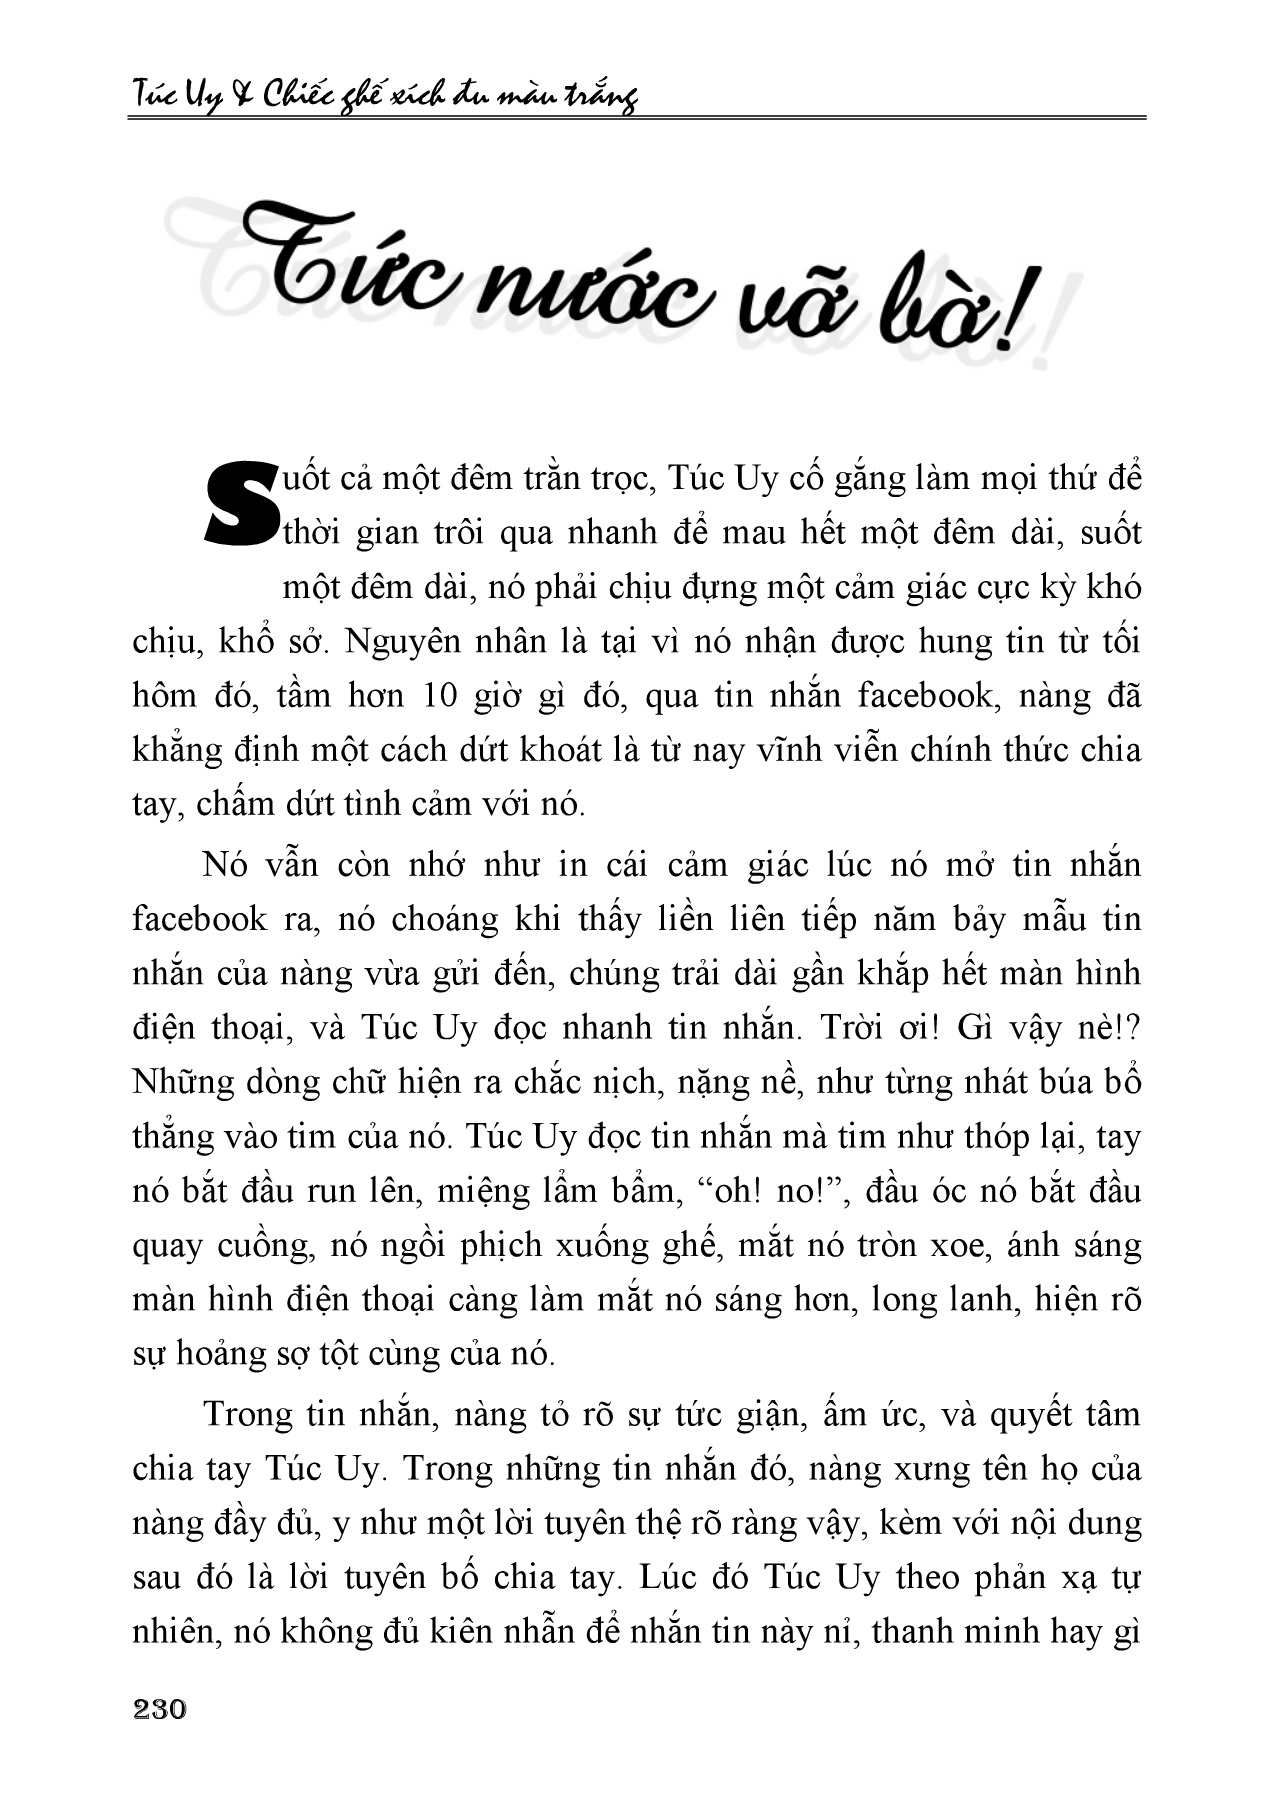 Túc Uy & Chiếc ghế xích đu màu trắng
Tức nước vỡ bờ!
Suốt cả một đêm trằn trọc, Túc Uy cố gắng làm mọi thứ để
thời gian trôi qua nhanh để mau hết một đêm dài, suốt
một đêm dài, nó phải chịu đựng một cảm giác cực kỳ khó
chịu, khổ sở. Nguyên nhân là tại vì nó nhận được hung tin từ tối
hôm đó, tầm hơn 10 giờ gì đó, qua tin nhắn facebook, nàng đã
khẳng định một cách dứt khoát là từ nay vĩnh viễn chính thức chia
tay, chấm dứt tình cảm với nó.
Nó vẫn còn nhớ như in cái cảm giác lúc nó mở tin nhắn
facebook ra, nó choáng khi thấy liền liên tiếp năm bảy mẫu tin
nhắn của nàng vừa gửi đến, chúng trải dài gần khắp hết màn hình
điện thoại, và Túc Uy đọc nhanh tin nhắn. Trời ơi! Gì vậy nè!?
Những dòng chữ hiện ra chắc nịch, nặng nề, như từng nhát búa bổ
thẳng vào tim của nó. Túc Uy đọc tin nhắn mà tim như thóp lại, tay
nó bắt đầu run lên, miệng lẩm bẩm, “oh! no!”, đầu óc nó bắt đầu
quay cuồng, nó ngồi phịch xuống ghế, mắt nó tròn xoe, ánh sáng
màn hình điện thoại càng làm mắt nó sáng hơn, long lanh, hiện rõ
sự hoảng sợ tột cùng của nó.
Trong tin nhắn, nàng tỏ rõ sự tức giận, ấm ức, và quyết tâm
chia tay Túc Uy. Trong những tin nhắn đó, nàng xưng tên họ của
nàng đầy đủ, y như một lời tuyên thệ rõ ràng vậy, kèm với nội dung
sau đó là lời tuyên bố chia tay. Lúc đó Túc Uy theo phản xạ tự
nhiên, nó không đủ kiên nhẫn để nhắn tin này nỉ, thanh minh hay gì
230